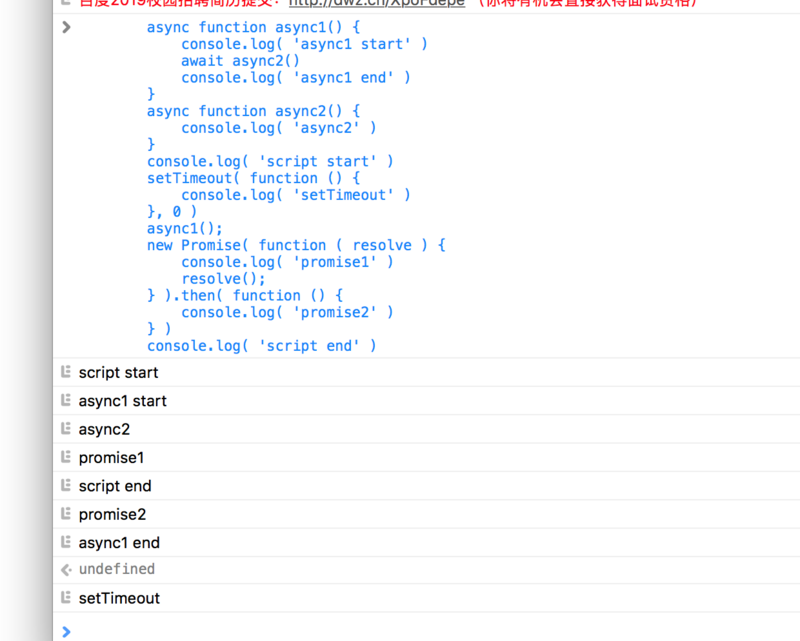 百度2019校园招聘简历提交：http://dwz.cn/XpoFdepe （你将有机会直接获得面试资格）
async function async1() {
console.log( 'async1 start' )
await async2()
console.log( 'async1 end' )
}
async function async2() {
console.log( 'async2' )
}
console.log( 'script start' )
setTimeout( function () {
console.log( 'setTimeout' )
}, 0 )
async1();
new Promise( function ( resolve ) {
console.log( 'promise1' )
resolve();
} ).then( function () {
console.log( 'promise2' )
} )
console.log( 'script end' )
script start
async1 start
async2
promise1
script end
promise2
async1 end
undefined
setTimeout